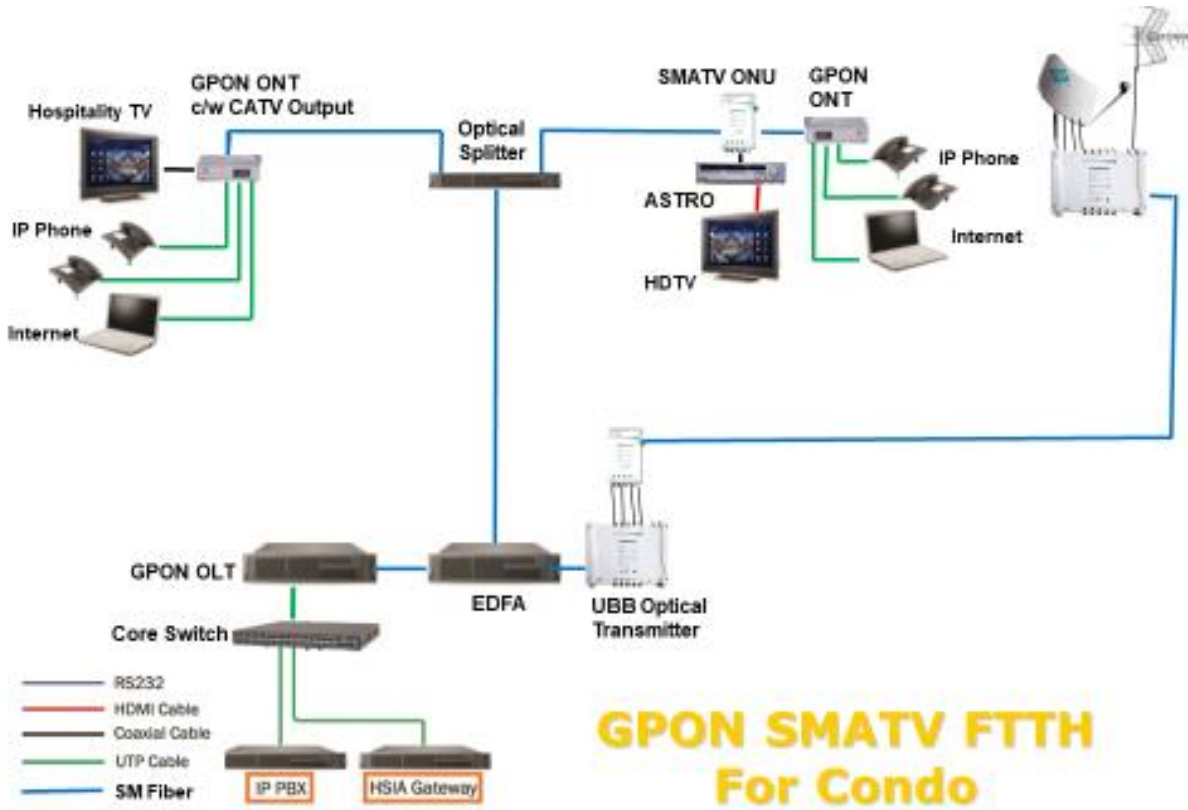 GPON ONT
c/w CATV Output
Hospitality TV
IP Phone
Internet
Optical
Splitter
SMATV ONU
GPON
ONT
IP Phone
ASTRO
Internet
HDTV
GPON OLT
EDFA
UBB Optical
Transmitter
Core Switch
RS232
HDMI Cable
Coaxial Cable
UTP Cable
SM Fiber
IP PBX
HSIA Gateway
GPON SMATV FTTH
For Condo